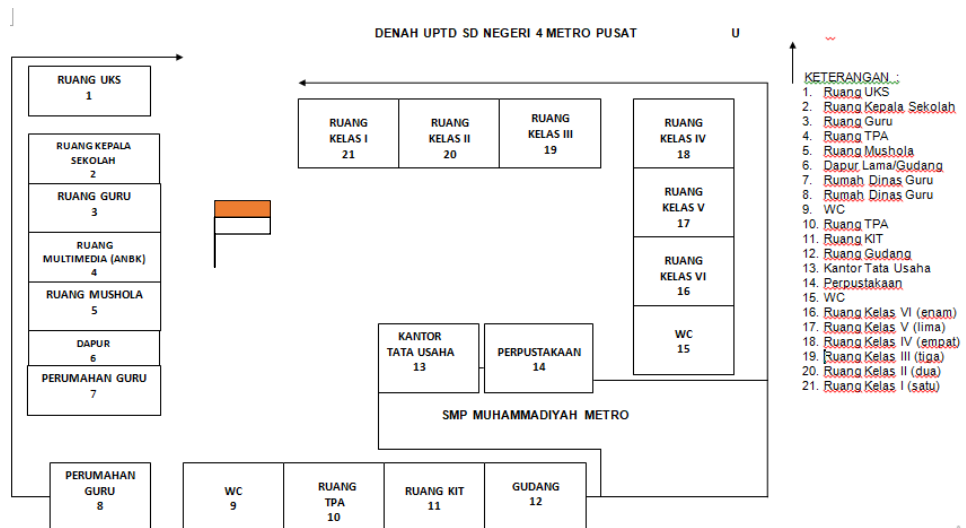 DENAH UPTD SD NEGERI 4 METRO PUSAT
U
RUANG UKS
1
RUANG KEPALA
SEKOLAH
2
RUANG GURU
3
RUANG
MULTIMEDIA (ANBK)
4
RUANG MUSHOLA
5
DAPUR
6
PERUMAHAN GURU
7
PERUMAHAN
GURU
8
WC
9
RUANG
TPA
10
RUANG KIT
11
GUDANG
12
KANTOR
TATA USAHA
13
PERPUSTAKAAN
14
SMP MUHAMMADIYAH METRO
RUANG
KELAS I
21
RUANG
KELAS II
20
RUANG
KELAS III
19
RUANG
KELAS IV
18
RUANG
KELAS V
17
RUANG
KELAS VI
16
WC
15
KETERANGAN :
1. Ruang UKS
2. Ruang Kepala Sekolah
3. Ruang Guru
4. Ruang TPA
5. Ruang Mushola
6. Dapur Lama/Gudang
7. Rumah Dinas Guru
8. Rumah Dinas Guru
9. WC
10. Ruang TPA
11. Ruang KIT
12. Ruang Gudang
13. Kantor Tata Usaha
14. Perpustakaan
15. WC
16. Ruang Kelas VI (enam)
17. Ruang Kelas V (lima)
18. Ruang Kelas IV (empat)
19. Ruang Kelas III (tiga)
20. Ruang Kelas II (dua)
21. Ruang Kelas I (satu)